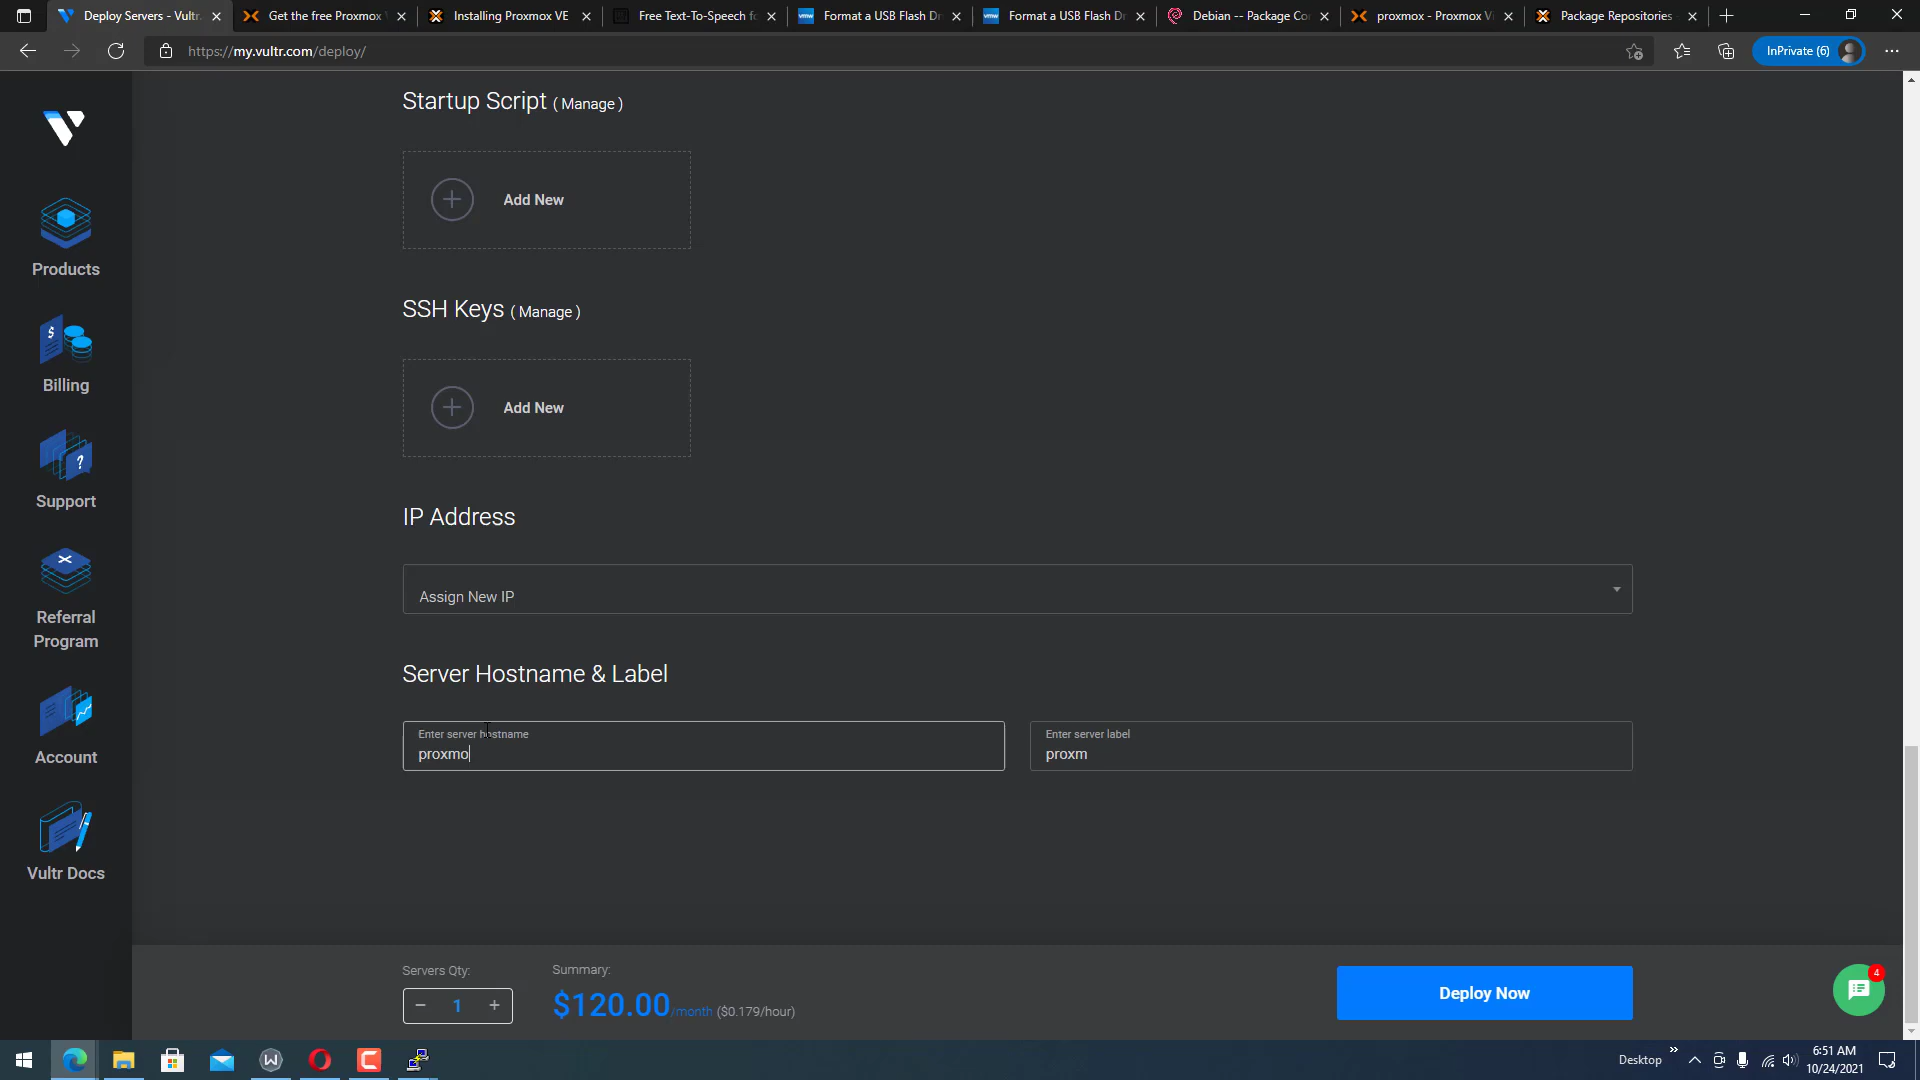 Deploy Servers - Vultr.
Get the free Proxmox
Installing Proxmox VE
Free Text-To-Speech fo
Format a USB Flash Dr
Format a USB Flash Dr
Debian -- Package Co
proxmox - Proxmox Vi
Package Repositories
https://my.vultr.com/deploy/
InPrivate (6)
Startup Script ( Manage )
Add New
Products
SSH Keys ( Manage )
Billing
$
Add New
?
Support
IP Address
Assign New IP
Referral
Program
Server Hostname & Label
Enter server hostname
proxmo
Enter server label
proxm
Account
Vultr Docs
Servers Qty:
Summary:
− 1 +
$120.00/month ($0.179/hour)
Deploy Now
4
Desktop
6:51 AM
10/24/2021